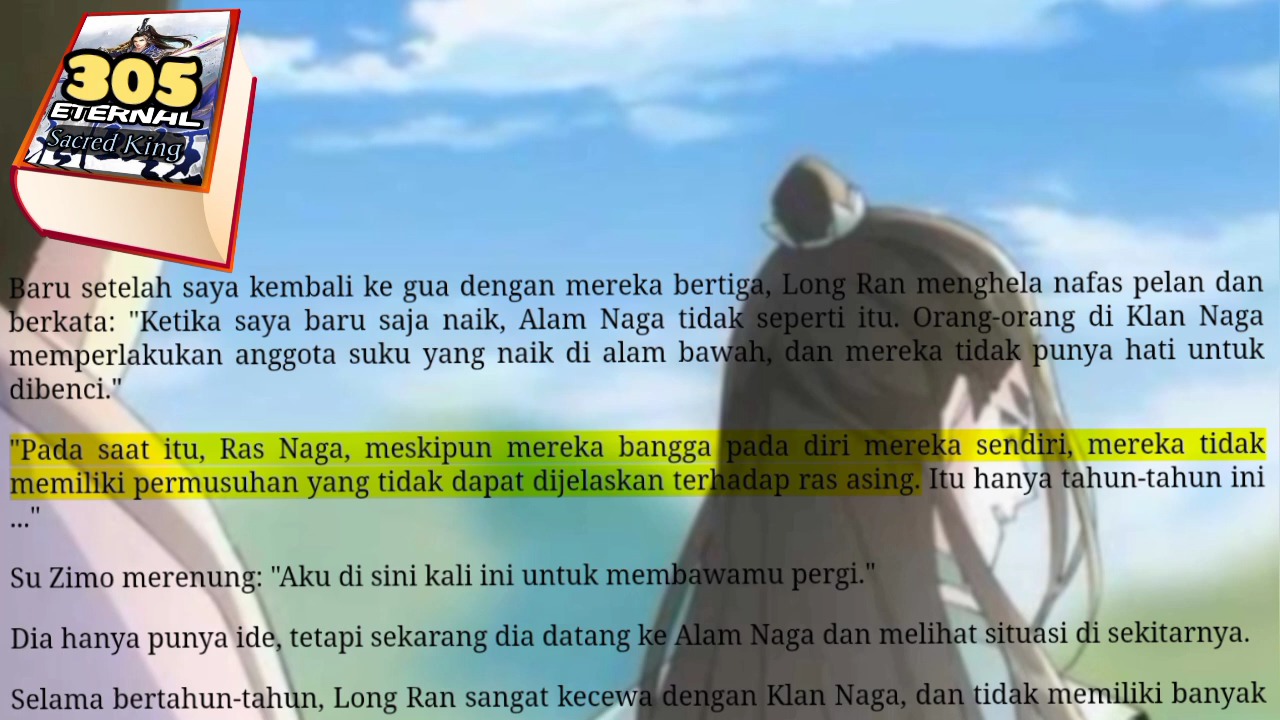 305
ETERNAL
Sacred King
Baru setelah saya kembali ke gua dengan mereka bertiga, Long Ran menghela nafas pelan dan
berkata: "Ketika saya baru saja naik, Alam Naga tidak seperti itu. Orang-orang di Klan Naga
memperlakukan anggota suku yang naik di alam bawah, dan mereka tidak punya hati untuk
dibenci."
"Pada saat itu, Ras Naga, meskipun mereka bangga pada diri mereka sendiri, mereka tidak
memiliki permusuhan yang tidak dapat dijelaskan terhadap ras asing. Itu hanya tahun-tahun ini
..."
Su Zimo merenung: "Aku di sini kali ini untuk membawamu pergi."
Dia hanya punya ide, tetapi sekarang dia datang ke Alam Naga dan melihat situasi di sekitarnya.
Selama bertahun-tahun, Long Ran sangat kecewa dengan Klan Naga, dan tidak memiliki banyak